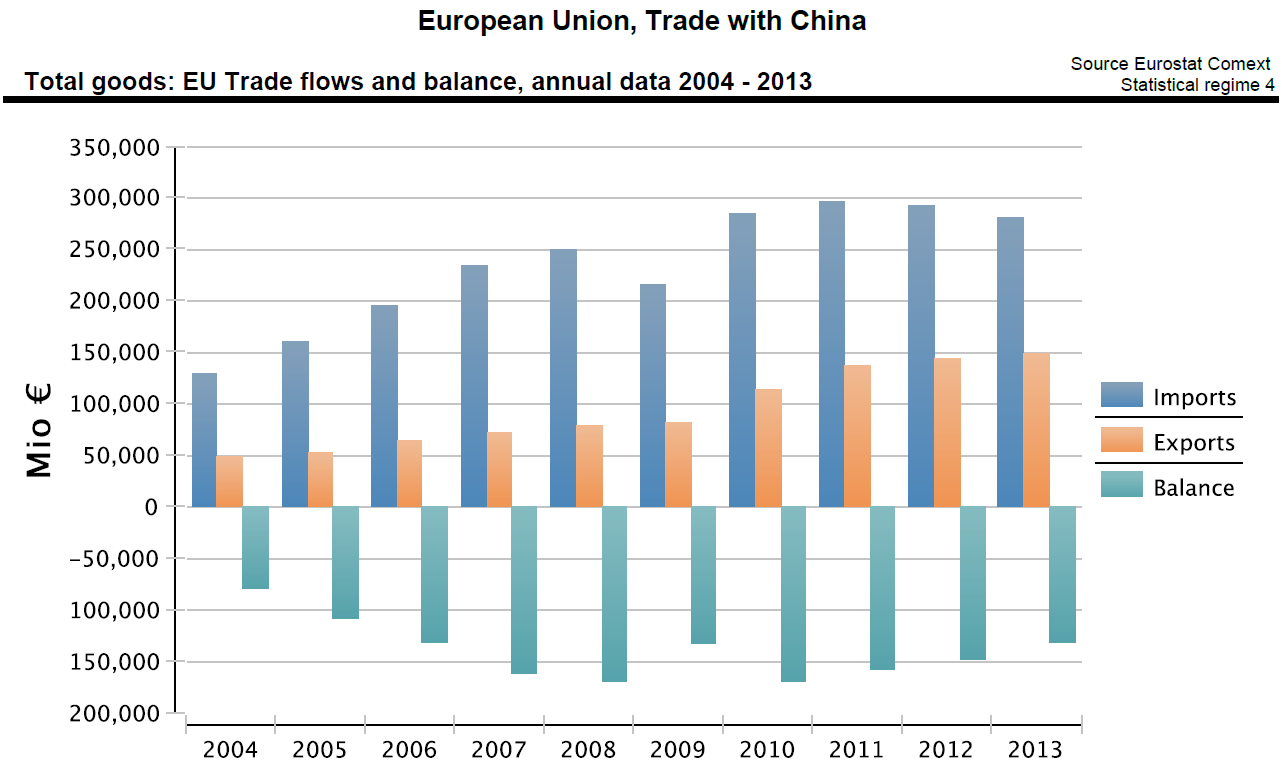 European Union, Trade with China
Source Eurostat Comext
Total goods: EU Trade flows and balance, annual data 2004 - 2013
Statistical regime 4
350,000
300,000
250,000
200,000
150,000
100,000
50,000
0
−50,000
100,000
150,000
200,000
Mio €
Imports
Exports
Balance
2004 2005 2006 2007 2008 2009 2010 2011 2012 2013